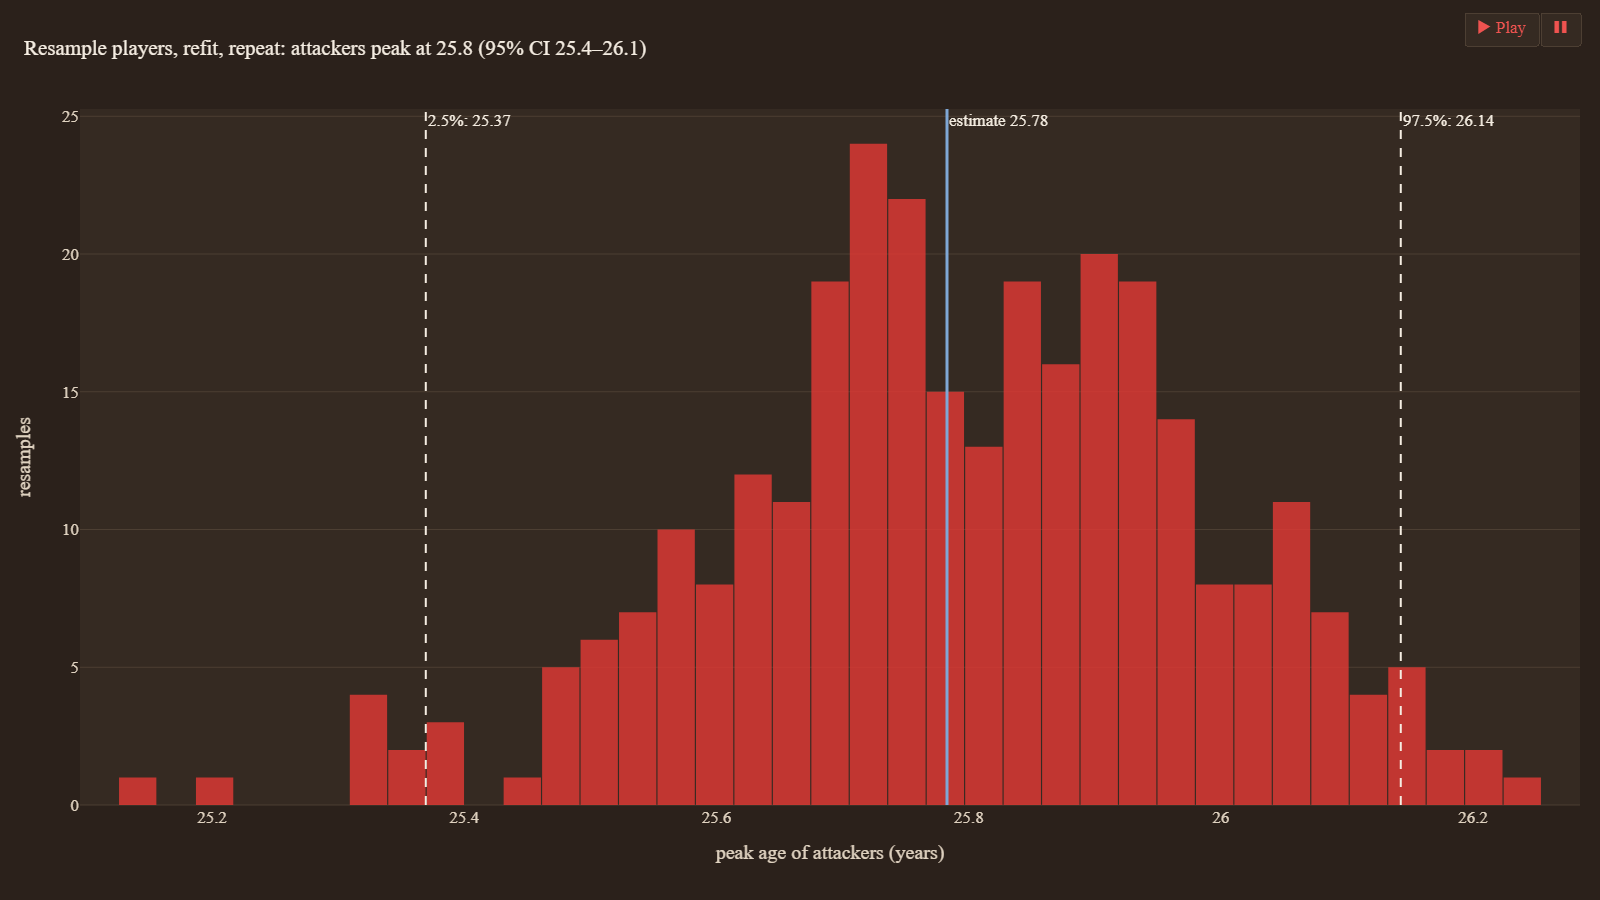 Play
Resample players, refit, repeat: attackers peak at 25.8 (95% CI 25.4–26.1)
25
20
15
10
5
0
resamples
2.5%: 25.37
estimate 25.78
97.5%: 26.14
25.2
25.4
25.6
25.8
26
26.2
peak age of attackers (years)